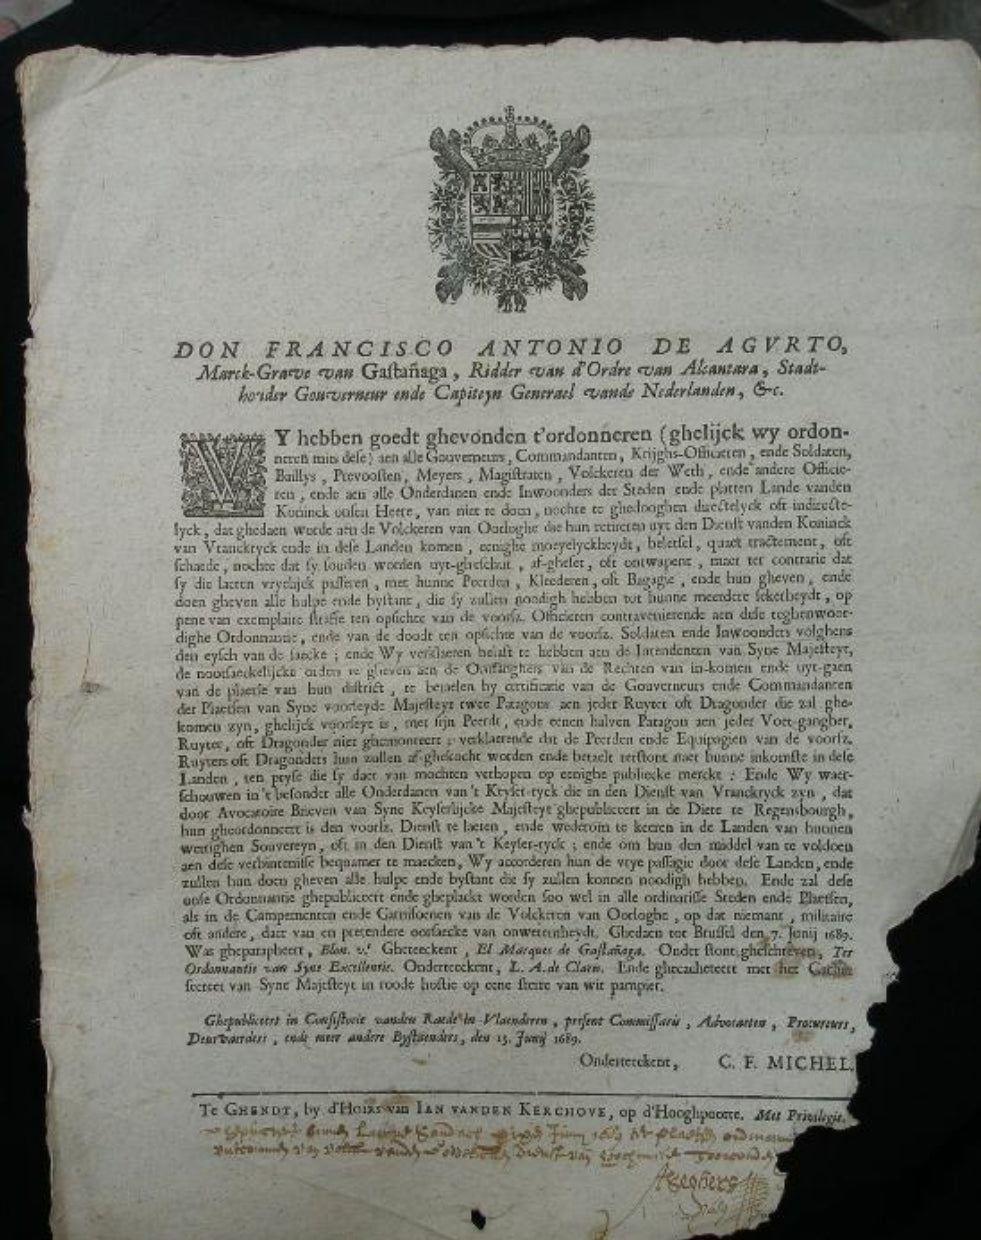 DON FRANCISCO ANTONIO DE AGVRTO,
Marck-Grave van Gastañaga, Ridder van d'Ordre van Alcantara, Stadt-
houder Gouverneur ende Capiteyn Generael vande Nederlanden, &c.
WY hebben goedt ghevonden t'ordonneren (ghelijck wy ordon-
neren mits dese) aen alle Gouverneurs, Commandanten, Krijghs-Officieren, ende Soldaten,
Baillys, Prevoosten, Meyers, Magistraten, Volckeren der Weth, ende andere Officie-
ren, ende aen alle Onderdanen ende Inwoonders der Steden ende platten Lande vanden
Koninck onsen Heere, van niet te doen, nochte te ghedooghen directelyck oft indirecte-
lyck, dat ghedaen worde aen de Volckeren van Oorloghe die hun retireren uyt den Dienst vanden Koninck
van Vranckryck ende in dese Landen komen, eenighe moeyelyckheydt, beletsel, quaet tractement, oft
schaede, nochte dat sy souden worden uyt-gheschut, af-gheset, oft ontwapent, maer ter contrarie dat
sy die laeten vryelijck passeren, met hunne Peerden, Kleederen, oft Bagagie, ende hun gheven, ende
doen gheven alle hulpe ende bystant, die sy zullen noodigh hebben tot hunne meerdere sekerheydt, op
pene van exemplaire straffe ten opsichte van de voorsz. Officieren contravenierende aen dese teghenwoor-
dighe Ordonnantie, ende van de doodt ten opsichte van de voorsz. Soldaten ende Inwoonders volghens
den eysch van de saecke; ende Wy verklaeren belast te hebben aen de Intendenten van Syne Majesteyt,
de nootsaeckelijcke orders te gheven aen de Ontfanghers van de Rechten van in-komen ende uyt-gaen
van de plaetse van hun district, te betaelen by certificatie van de Gouverneurs ende Commandanten
der Plaetsen van Syne voorseyde Majesteyt twee Patagons aen jeder Ruyter oft Dragonder die zal ghe-
komen zyn, ghelijck voorseyt is, met sijn Peerdt, ende eenen halven Patagon aen jeder Voet-gangher,
Ruyter, oft Dragonder niet ghemonteert: verklaerende dat de Peerden ende Equipagien van de voorsz.
Ruyters oft Dragonders hun zullen af-ghekocht worden ende betaelt terstont met hunne inkomste in dese
Landen, ten pryse die sy daer van mochten verhopen op eenighe publiecke merckt: Ende Wy waer-
schouwen in 't besonder alle Onderdanen van 't Keyser-ryck die in den Dienst van Vranckryck zyn, dat
door Avocatoire Brieven van Syne Keyserlijcke Majesteyt ghepubliceert in de Diete te Regensbourgh,
hun gheordonneert is den voorsz. Dienst te laeten, ende wederom te keeren in de Landen van hunnen
wettighen Souvereyn, oft in den Dienst van 't Keyser-ryck; ende om hun den middel van te voldoen
aen dese verbintenisse bequamer te maecken, Wy accorderen hun de vrye passagie door dese Landen, ende
zullen hun doen gheven alle hulpe ende bystant die sy zullen konnen noodigh hebben. Ende zal dese
onse Ordonnantie ghepubliceert ende gheplackt worden soo wel in alle ordinarisse Steden ende Plaetsen,
als in de Campementen ende Garnisoenen van de Volckeren van Oorloghe, op dat niemant, militaire
oft andere, daer van en pretendere oorsaecke van onwetentheydt. Ghedaen tot Brussel den 7. Junij 1689.
Was gheparapheert, Blon. v.t Gheteeckent, El Marques de Gastañaga. Onder stont gheschreven, Ter
Ordonnantie van Syne Excellentie. Onderteeckent, L. A. de Claris. Ende ghecachetteert met het Cachet
secreet van Syne Majesteyt in roode hostie op eene sterte van wit pampier.
Ghepubliceert in Consistorie vanden Raede in Vlaenderen, present Commissaris, Advocaeten, Procureurs,
Deurwaerders, ende meer andere Bystaenders, den 15. Junij 1689.
Onderteeckent, C. F. MICHEL
Te GHENDT, by d'Hoirs van IAN VANDEN KERCHOVE, op d'Hooghpoorte. Met Privilegie.